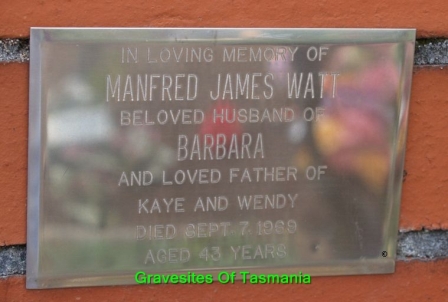 IN LOVING MEMORY OF
MANFRED JAMES WATT
BELOVED HUSBAND OF
BARBARA
AND LOVED FATHER OF
KAYE AND WENDY
DIED SEPT. 7. 1969
AGED 43 YEARS
Gravesites Of Tasmania